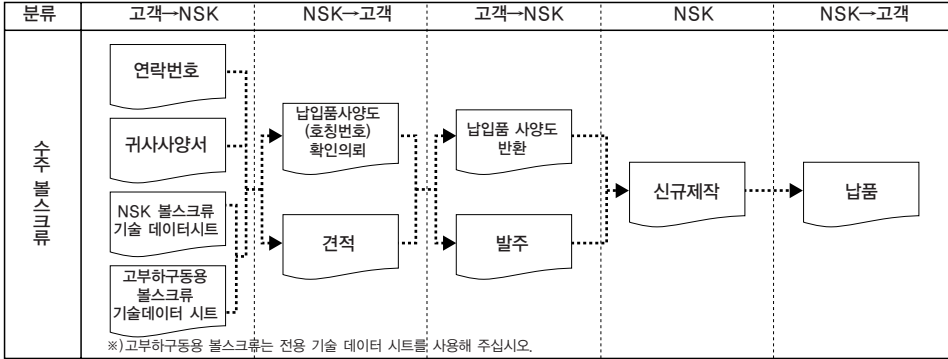 분류
고객→NSK
NSK→고객
고객→NSK
NSK
NSK→고객
수주 볼스크류
연락번호
귀사사양서
NSK 볼스크류
기술 데이터시트
고부하구동용
볼스크류
기술데이터 시트
납입품사양도
(호칭번호)
확인의뢰
견적
납입품 사양도
반환
발주
신규제작
납품
※)고부하구동용 볼스크류는 전용 기술 데이터 시트를 사용해 주십시오.